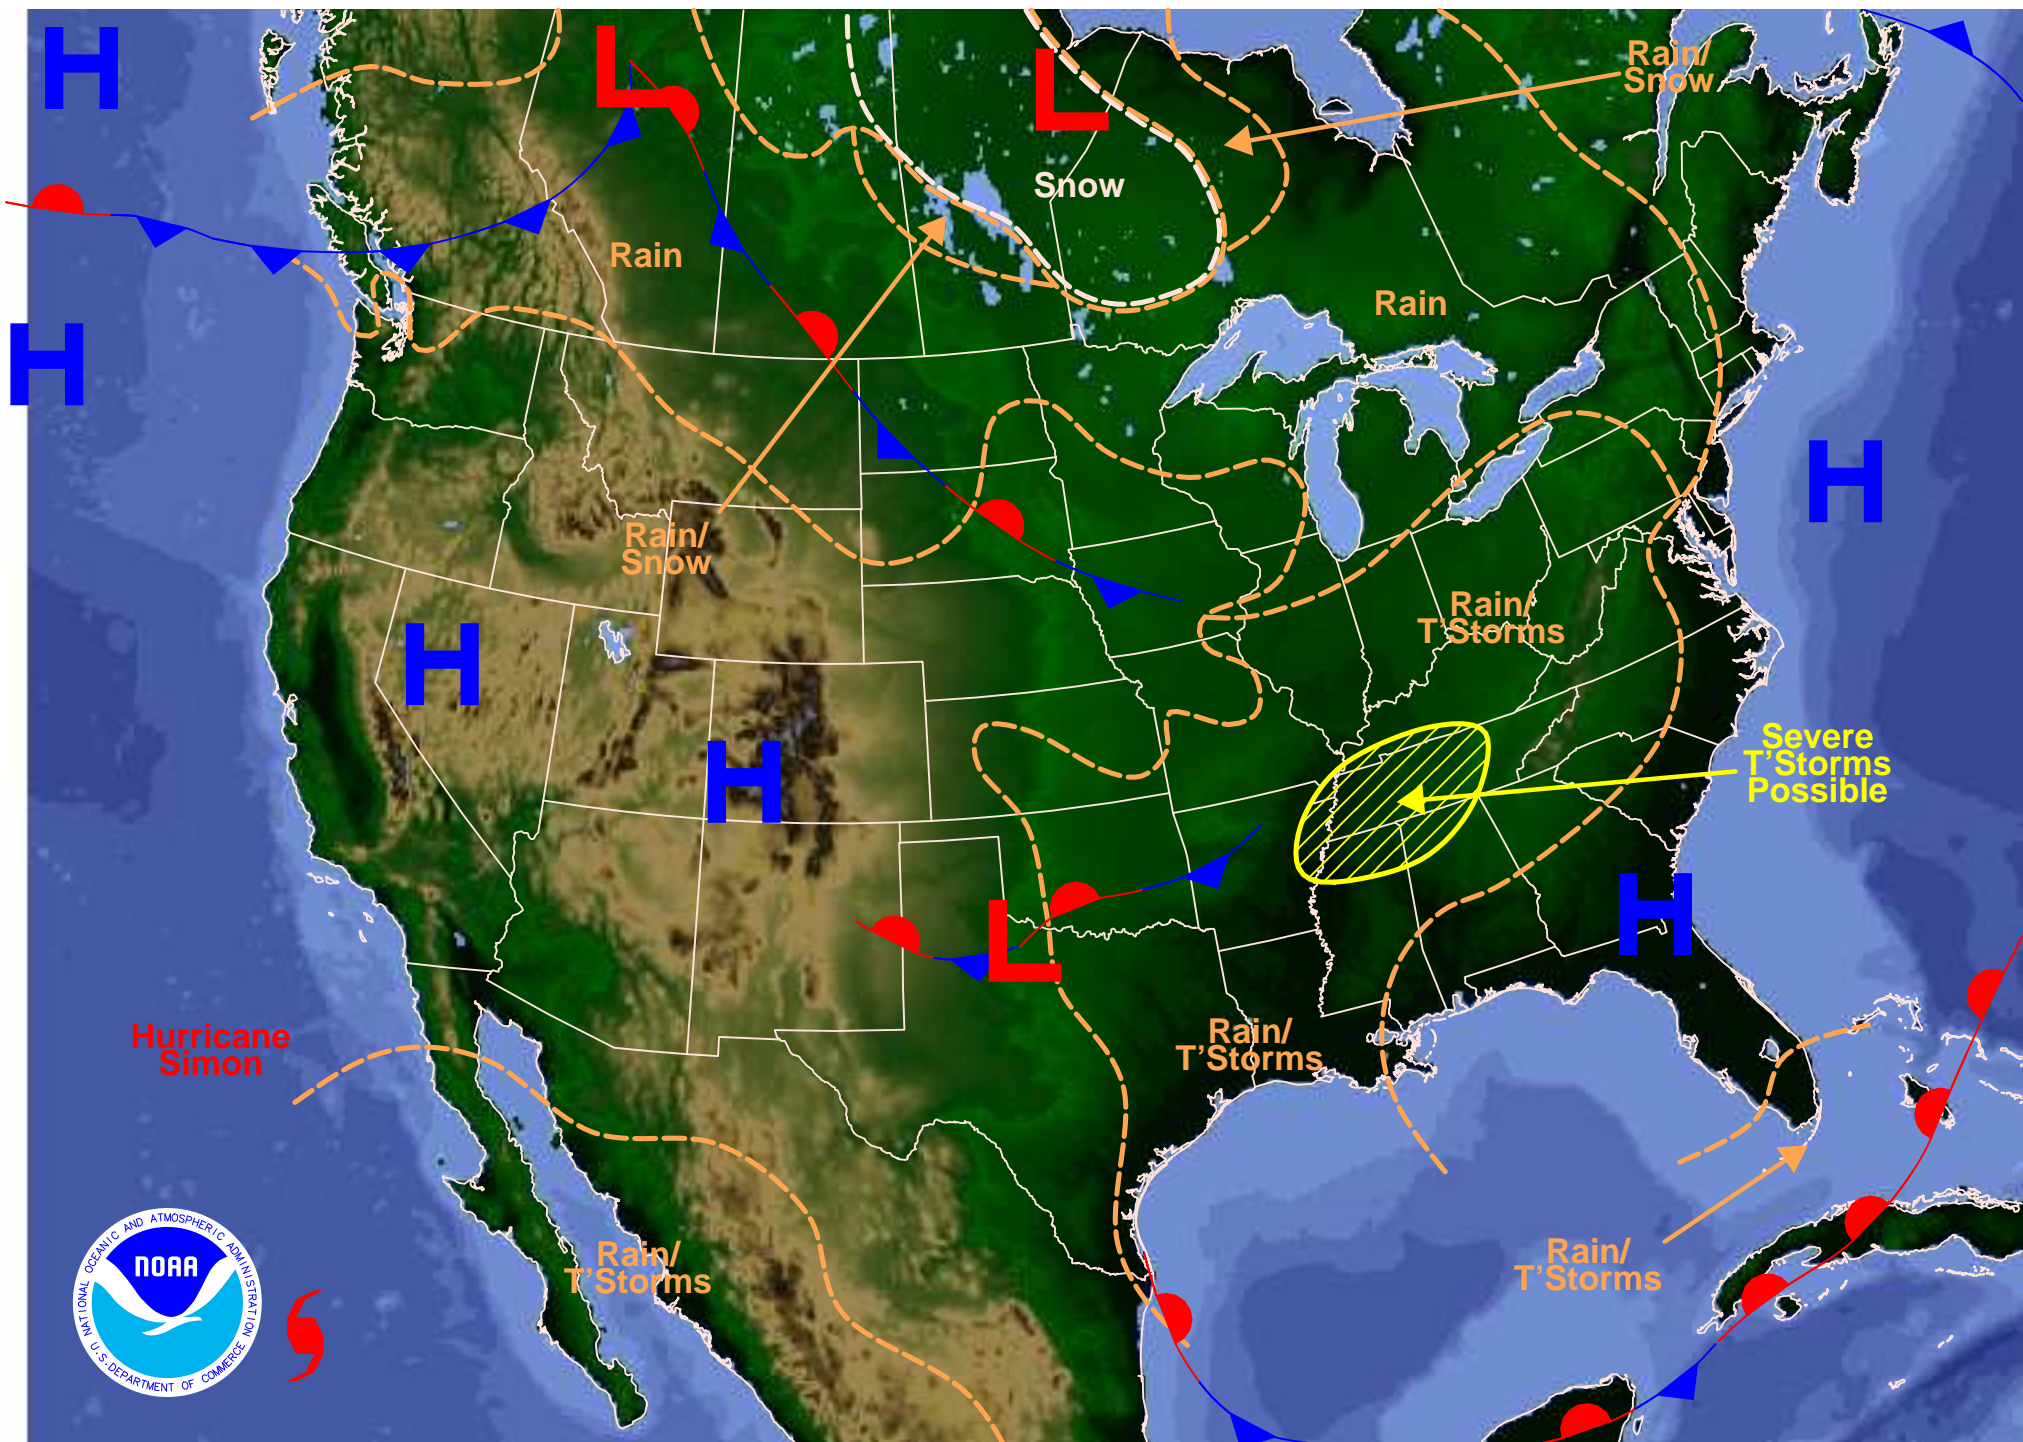 H
L
L
Rain/
Snow
Snow
Rain
Rain
H
H
Rain/
Snow
Rain/
T'Storms
H
H
Severe
T'Storms
Possible
L
H
Hurricane
Simon
Rain/
T'Storms
Rain/
T'Storms
Rain/
T'Storms
NATIONAL OCEANIC AND ATMOSPHERIC ADMINISTRATION
NOAA
U.S. DEPARTMENT OF COMMERCE